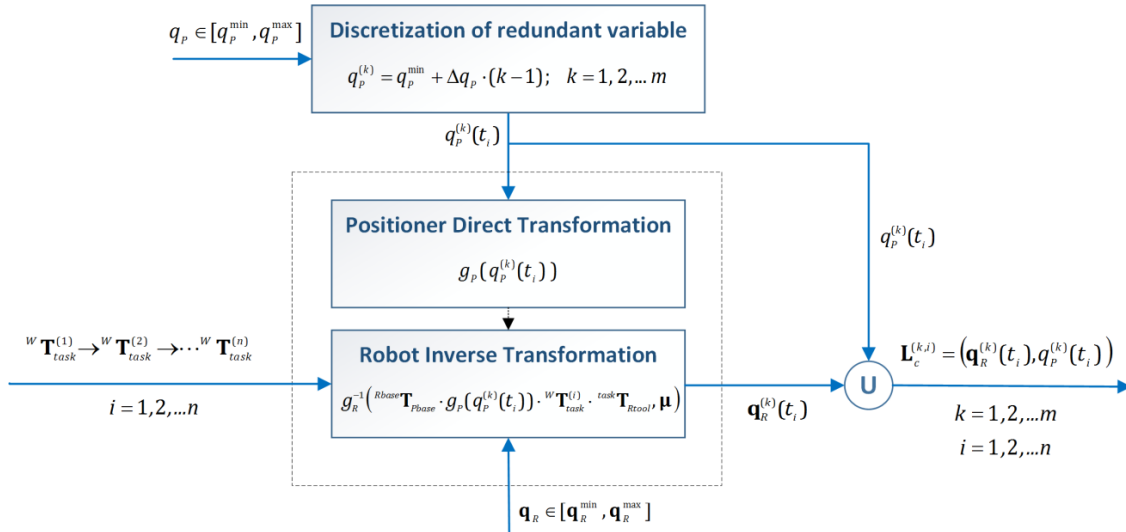 q_P ∈ [q_P^min , q_P^max]
Discretization of redundant variable
q_P^(k) = q_P^min + Δq_P · (k − 1); k = 1, 2, ... m
q_P^(k)(t_i)
Positioner Direct Transformation
g_P(q_P^(k)(t_i))
q_P^(k)(t_i)
^W T_task^(1) → ^W T_task^(2) → ··· ^W T_task^(n)
i = 1,2,...n
Robot Inverse Transformation
g_R^−1( ^Rbase T_Pbase · g_P(q_P^(k)(t_i)) · ^W T_task^(i) · ^task T_Rtool , μ )
q_R^(k)(t_i)
U
L_c^(k,i) = (q_R^(k)(t_i), q_P^(k)(t_i))
k = 1,2,...m
i = 1,2,...n
q_R ∈ [q_R^min , q_R^max]